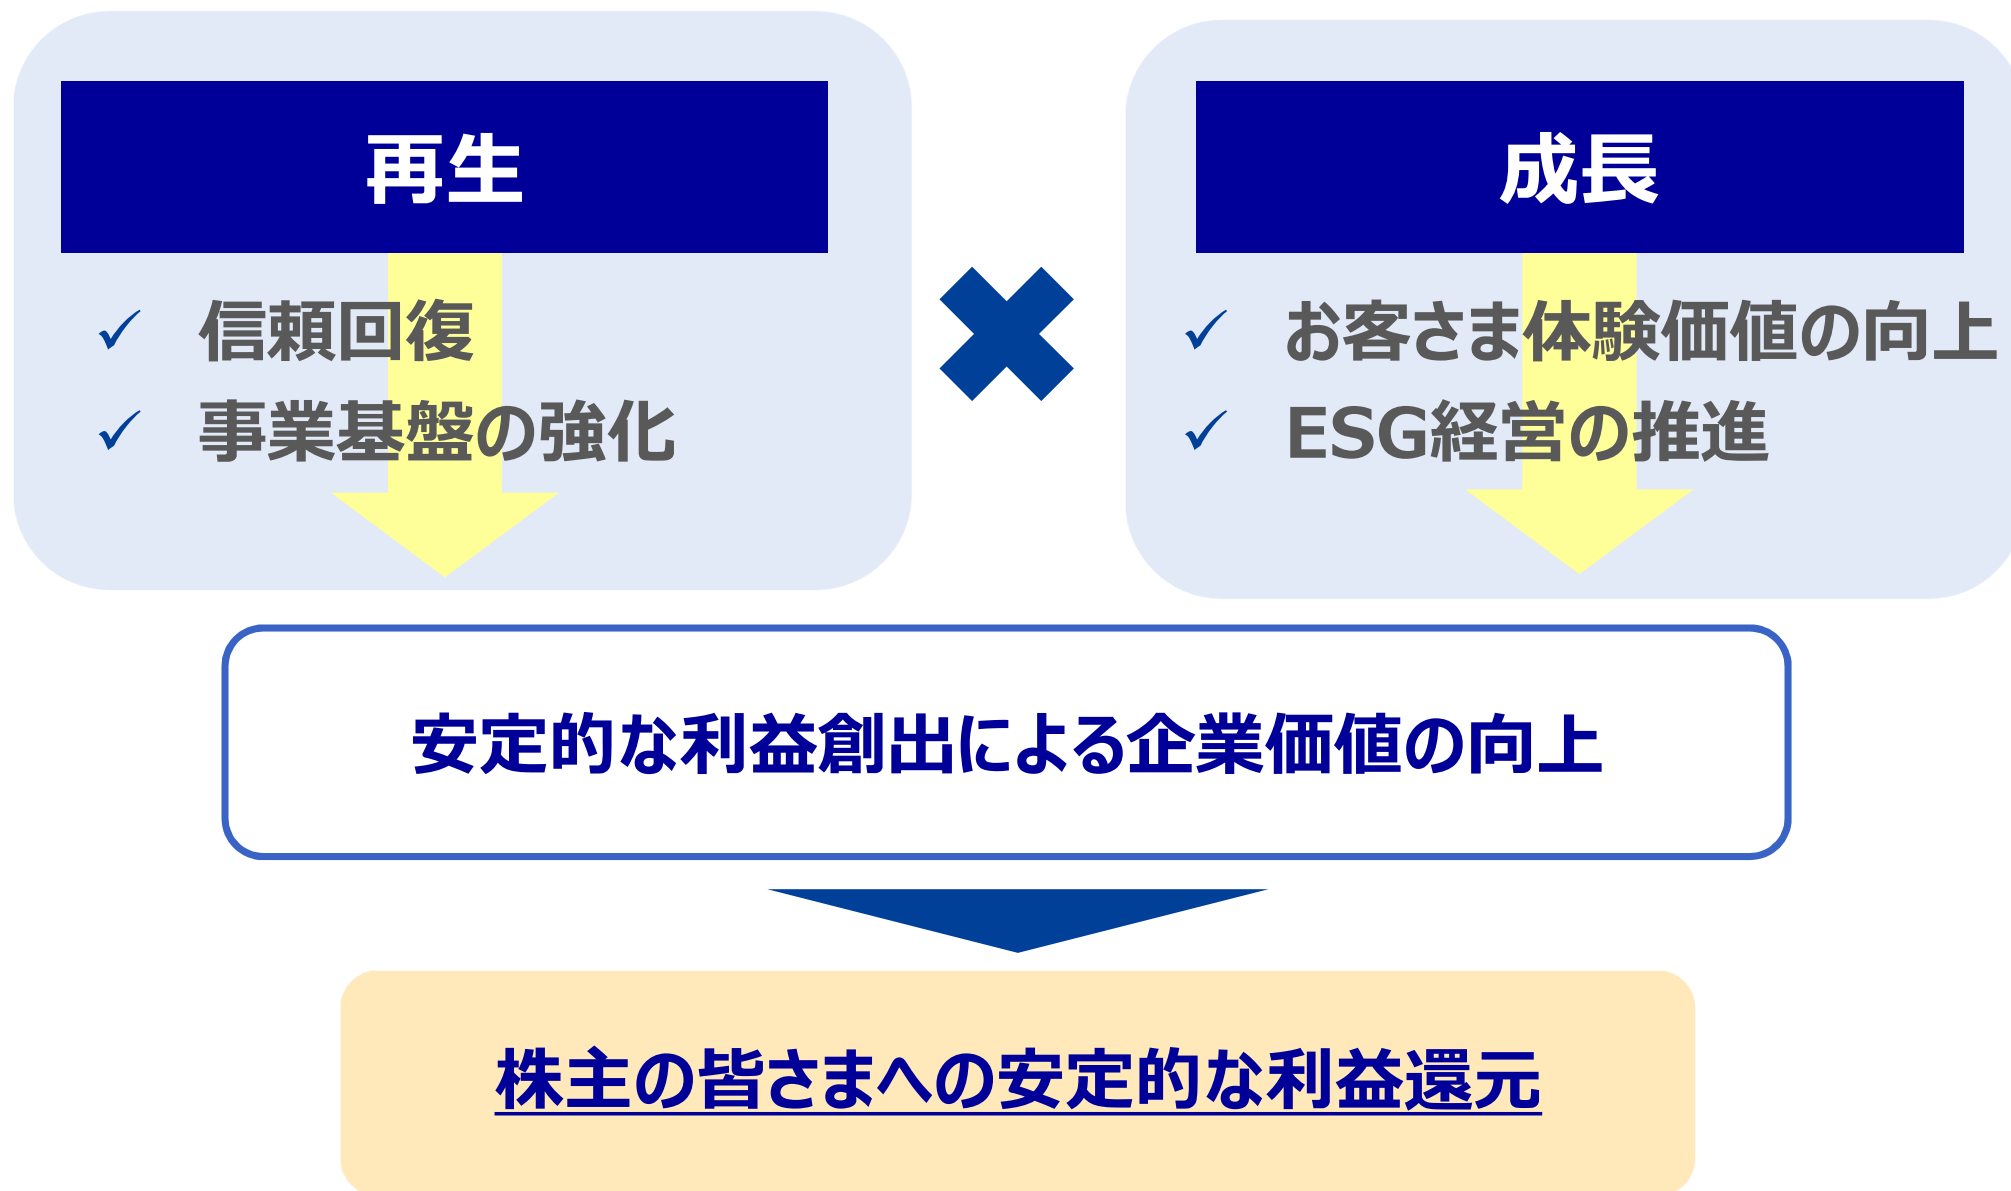 再生
✓ 信頼回復
✓ 事業基盤の強化
成長
✓ お客さま体験価値の向上
✓ ESG経営の推進
安定的な利益創出による企業価値の向上
株主の皆さまへの安定的な利益還元